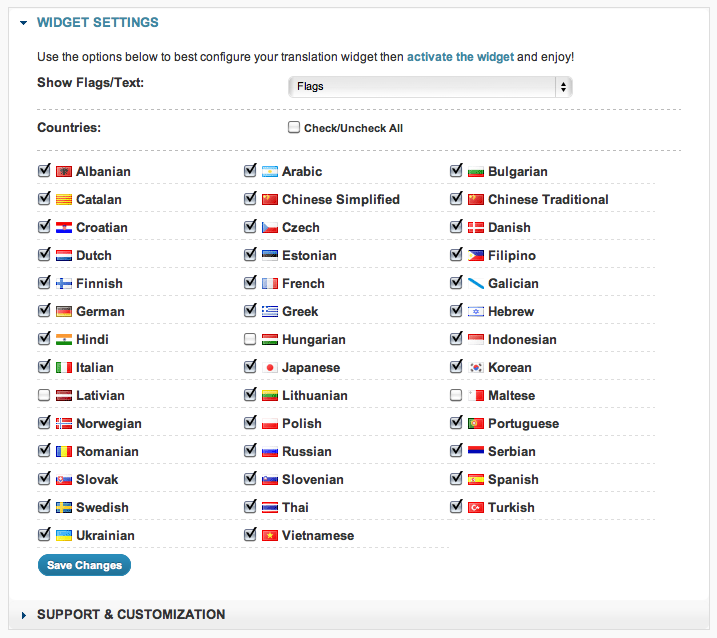 WIDGET SETTINGS
Use the options below to best configure your translation widget then activate the widget and enjoy!
Show Flags/Text: Flags
Countries: Check/Uncheck All
Albanian Arabic Bulgarian
Catalan Chinese Simplified Chinese Traditional
Croatian Czech Danish
Dutch Estonian Filipino
Finnish French Galician
German Greek Hebrew
Hindi Hungarian Indonesian
Italian Japanese Korean
Lativian Lithuanian Maltese
Norwegian Polish Portuguese
Romanian Russian Serbian
Slovak Slovenian Spanish
Swedish Thai Turkish
Ukrainian Vietnamese
Save Changes
SUPPORT & CUSTOMIZATION